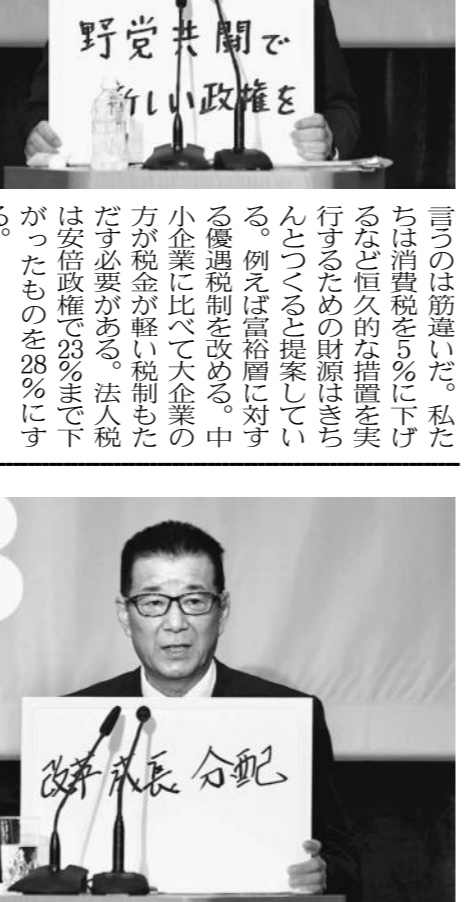 野党共闘で
新しい政権を
言うのは筋違いだ。私た
ちは消費税を5%に下げ
るなど恒久的な措置を実
行するための財源はきち
んとつくると提案してい
る。例えば富裕層に対す
る優遇税制を改める。中
小企業に比べて大企業の
方が税金が軽い税制もた
だす必要がある。法人税
は安倍政権で23%まで下
がったものを28%にす
る。
改革 成長 分配